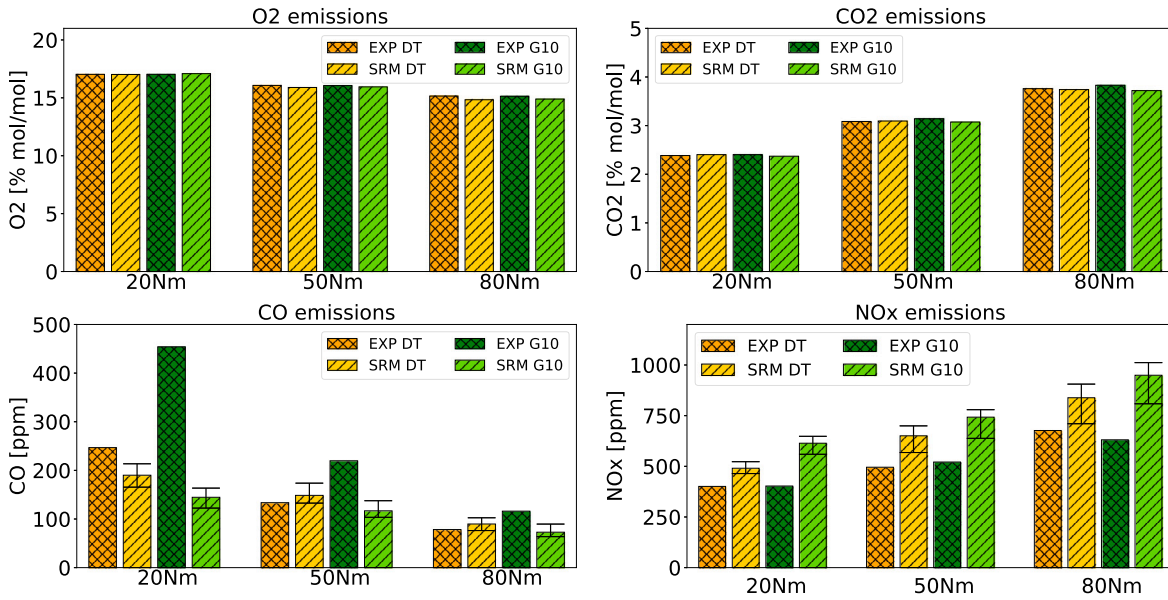 O2 emissions
O2 [% mol/mol]
20
15
10
5
0
EXP DT
EXP G10
SRM DT
SRM G10
20Nm
50Nm
80Nm
CO2 emissions
CO2 [% mol/mol]
5
4
3
2
1
0
EXP DT
EXP G10
SRM DT
SRM G10
20Nm
50Nm
80Nm
CO emissions
CO [ppm]
500
400
300
200
100
0
EXP DT
EXP G10
SRM DT
SRM G10
20Nm
50Nm
80Nm
NOx emissions
NOx [ppm]
1000
750
500
250
0
EXP DT
EXP G10
SRM DT
SRM G10
20Nm
50Nm
80Nm